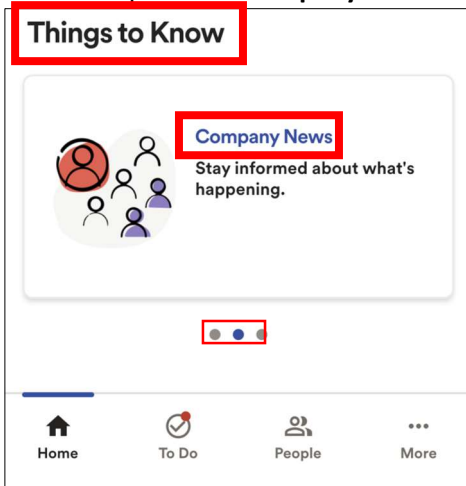 Things to Know
Company News
Stay informed about what's
happening.
Home
To Do
People
More